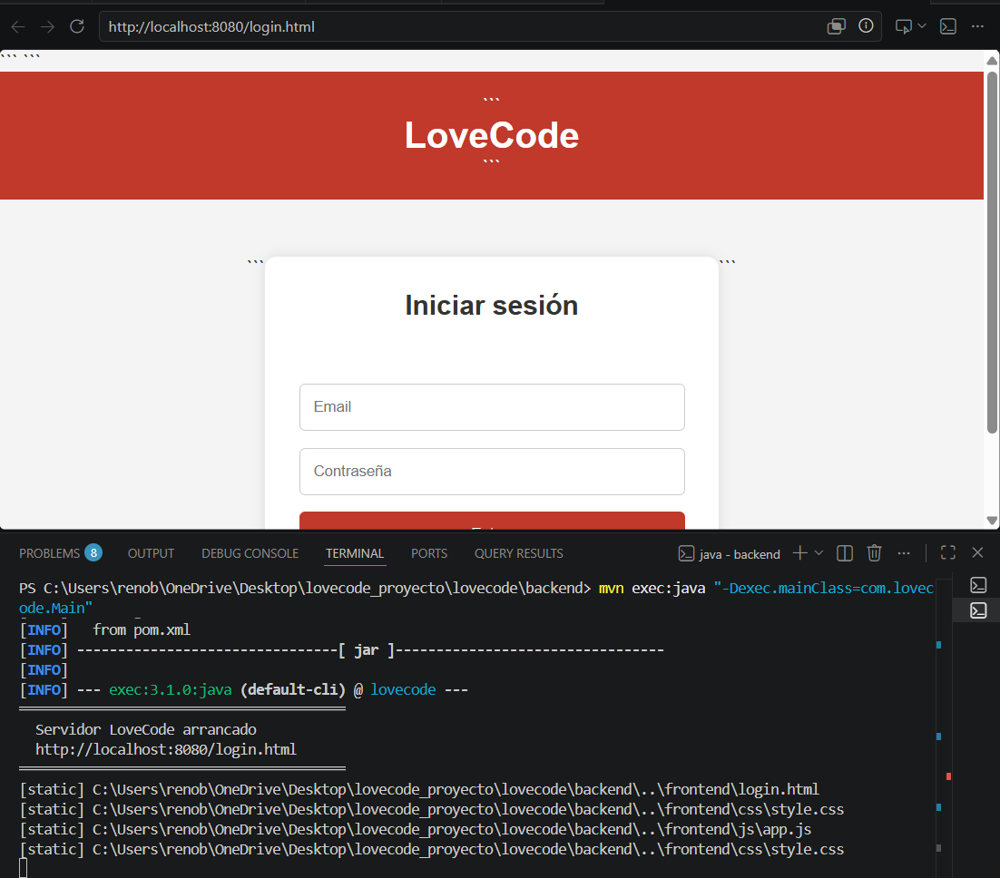 http://localhost:8080/login.html
``` ```
```
LoveCode
```
``` ```
Iniciar sesión
Email
Contraseña
PROBLEMS 8 OUTPUT DEBUG CONSOLE TERMINAL PORTS QUERY RESULTS java - backend
PS C:\Users\renob\OneDrive\Desktop\lovecode_proyecto\lovecode\backend> mvn exec:java "-Dexec.mainClass=com.lovec
ode.Main"
[INFO]   from pom.xml
[INFO] --------------------------------[ jar ]---------------------------------
[INFO]
[INFO] --- exec:3.1.0:java (default-cli) @ lovecode ---
════════════════════════════════════════
Servidor LoveCode arrancado
http://localhost:8080/login.html
════════════════════════════════════════
[static] C:\Users\renob\OneDrive\Desktop\lovecode_proyecto\lovecode\backend\..\frontend\login.html
[static] C:\Users\renob\OneDrive\Desktop\lovecode_proyecto\lovecode\backend\..\frontend\css\style.css
[static] C:\Users\renob\OneDrive\Desktop\lovecode_proyecto\lovecode\backend\..\frontend\js\app.js
[static] C:\Users\renob\OneDrive\Desktop\lovecode_proyecto\lovecode\backend\..\frontend\css\style.css